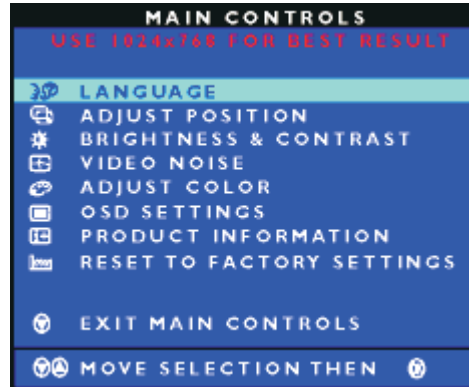 MAIN CONTROLS
USE 1024x768 FOR BEST RESULT
LANGUAGE
ADJUST POSITION
BRIGHTNESS & CONTRAST
VIDEO NOISE
ADJUST COLOR
OSD SETTINGS
PRODUCT INFORMATION
RESET TO FACTORY SETTINGS
EXIT MAIN CONTROLS
MOVE SELECTION THEN